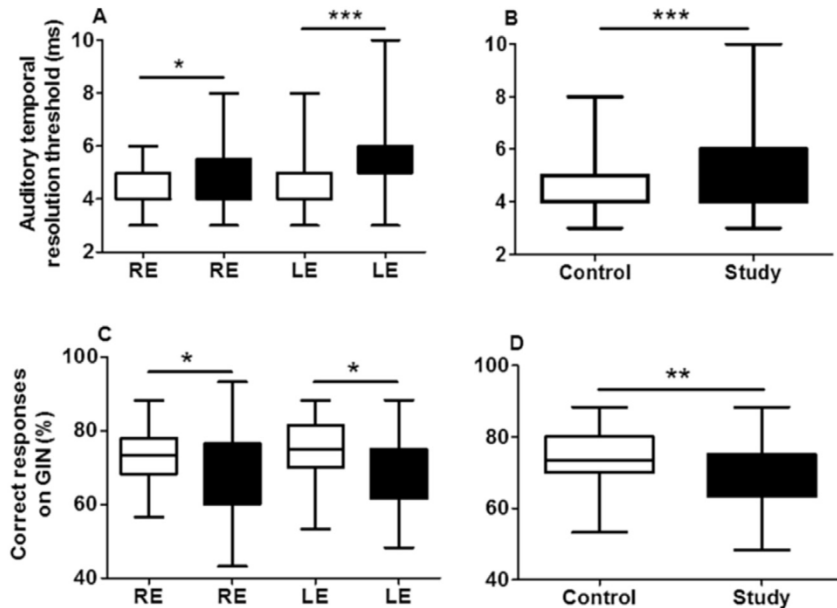 A
Auditory temporal
resolution threshold (ms)
10
8
6
4
2
*
***
RE
RE
LE
LE
B
10
8
6
4
2
***
Control
Study
C
Correct responses
on GIN (%)
100
80
60
40
*
*
RE
RE
LE
LE
D
100
80
60
40
**
Control
Study